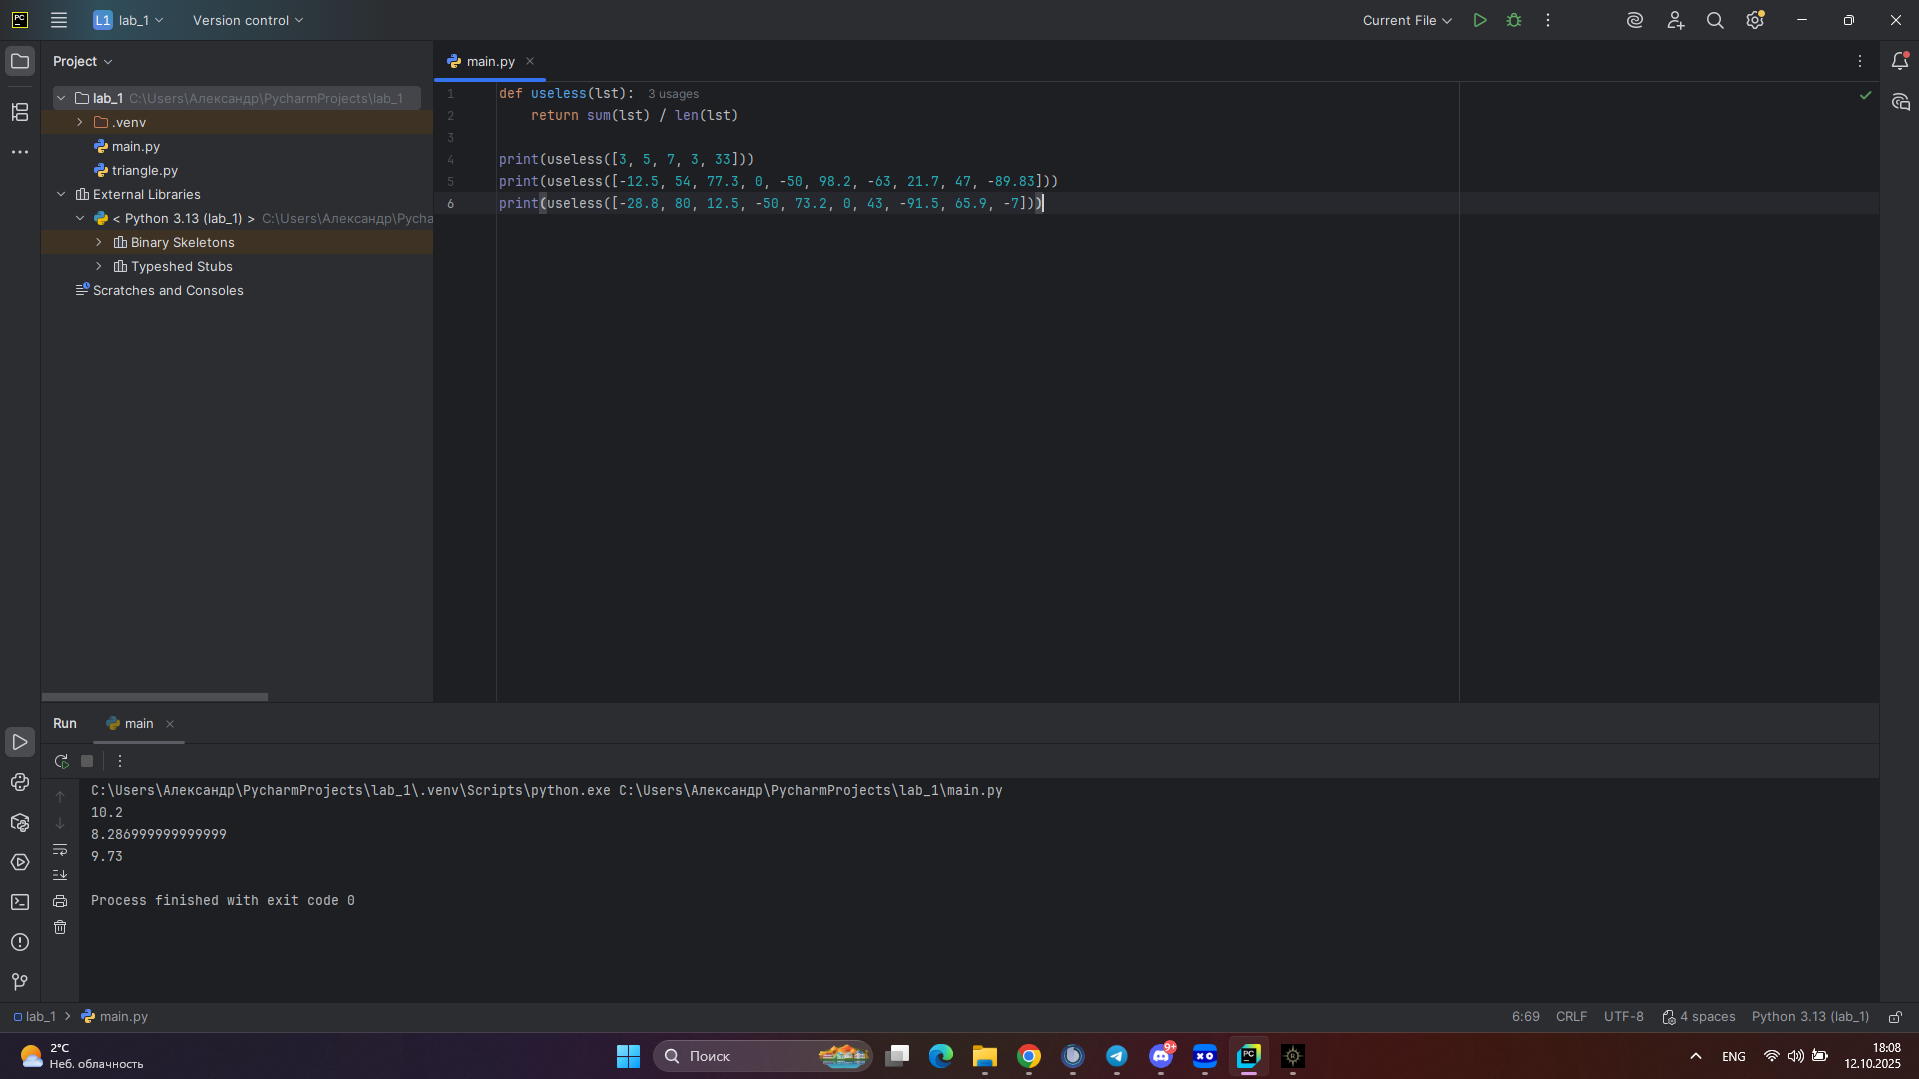 PC L1 lab_1 Version control Current File
Project
main.py
lab_1 C:\Users\Александр\PycharmProjects\lab_1
.venv
main.py
triangle.py
External Libraries
< Python 3.13 (lab_1) > C:\Users\Александр\Pycha
Binary Skeletons
Typeshed Stubs
Scratches and Consoles
1 def useless(lst): 3 usages
2 return sum(lst) / len(lst)
3
4 print(useless([3, 5, 7, 3, 33]))
5 print(useless([-12.5, 54, 77.3, 0, -50, 98.2, -63, 21.7, 47, -89.83]))
6 print(useless([-28.8, 80, 12.5, -50, 73.2, 0, 43, -91.5, 65.9, -7]))
Run main
C:\Users\Александр\PycharmProjects\lab_1\.venv\Scripts\python.exe C:\Users\Александр\PycharmProjects\lab_1\main.py
10.2
8.286999999999999
9.73
Process finished with exit code 0
lab_1 > main.py 6:69 CRLF UTF-8 4 spaces Python 3.13 (lab_1)
2°C
Неб. облачность
Поиск
9+
XO
PC
ENG
18:08
12.10.2025